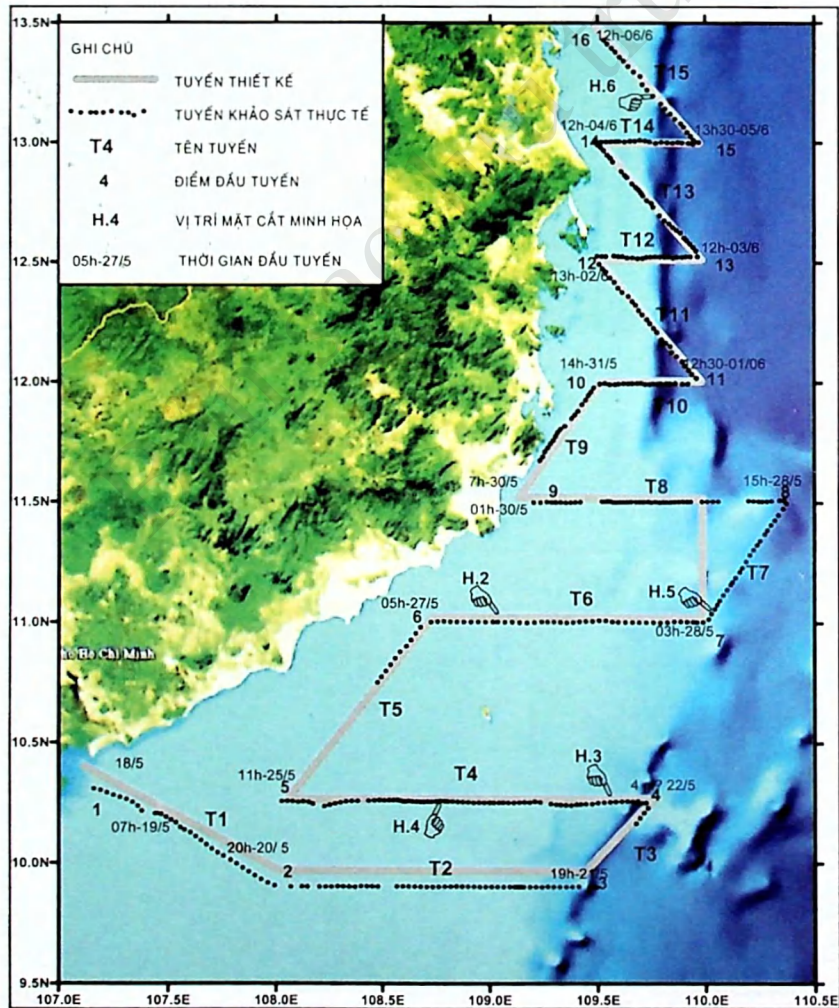 13.5N
13.0N
12.5N
12.0N
11.5N
11.0N
10.5N
10.0N
9.5N
GHI CHÚ
TUYẾN THIẾT KẾ
TUYẾN KHẢO SÁT THỰC TẾ
T4 TÊN TUYẾN
4 ĐIỂM ĐẦU TUYẾN
H.4 VỊ TRÍ MẶT CẮT MINH HỌA
05h-27/5 THỜI GIAN ĐẦU TUYẾN
16 12h-06/6
T15
H.6
12h-04/6 T14 13h30-05/6
14 15
T13
T12 12h-03/6
12 13
13h-02/6
T11
14h-31/5 12h30-01/06
10 11
T10
T9
7h-30/5 15h-28/5
9 T8 8
01h-30/5
T7
H.2 H.5
05h-27/5 T6
6 03h-28/5
7
Ho Chi Minh
T5
18/5 H.3
11h-25/5 T4 22/5
5 4
1 H.4
T1
07h-19/5
20h-20/5 T3
2 T2 19h-21/5
3
107.0E 107.5E 108.0E 108.5E 109.0E 109.5E 110.0E 110.5E